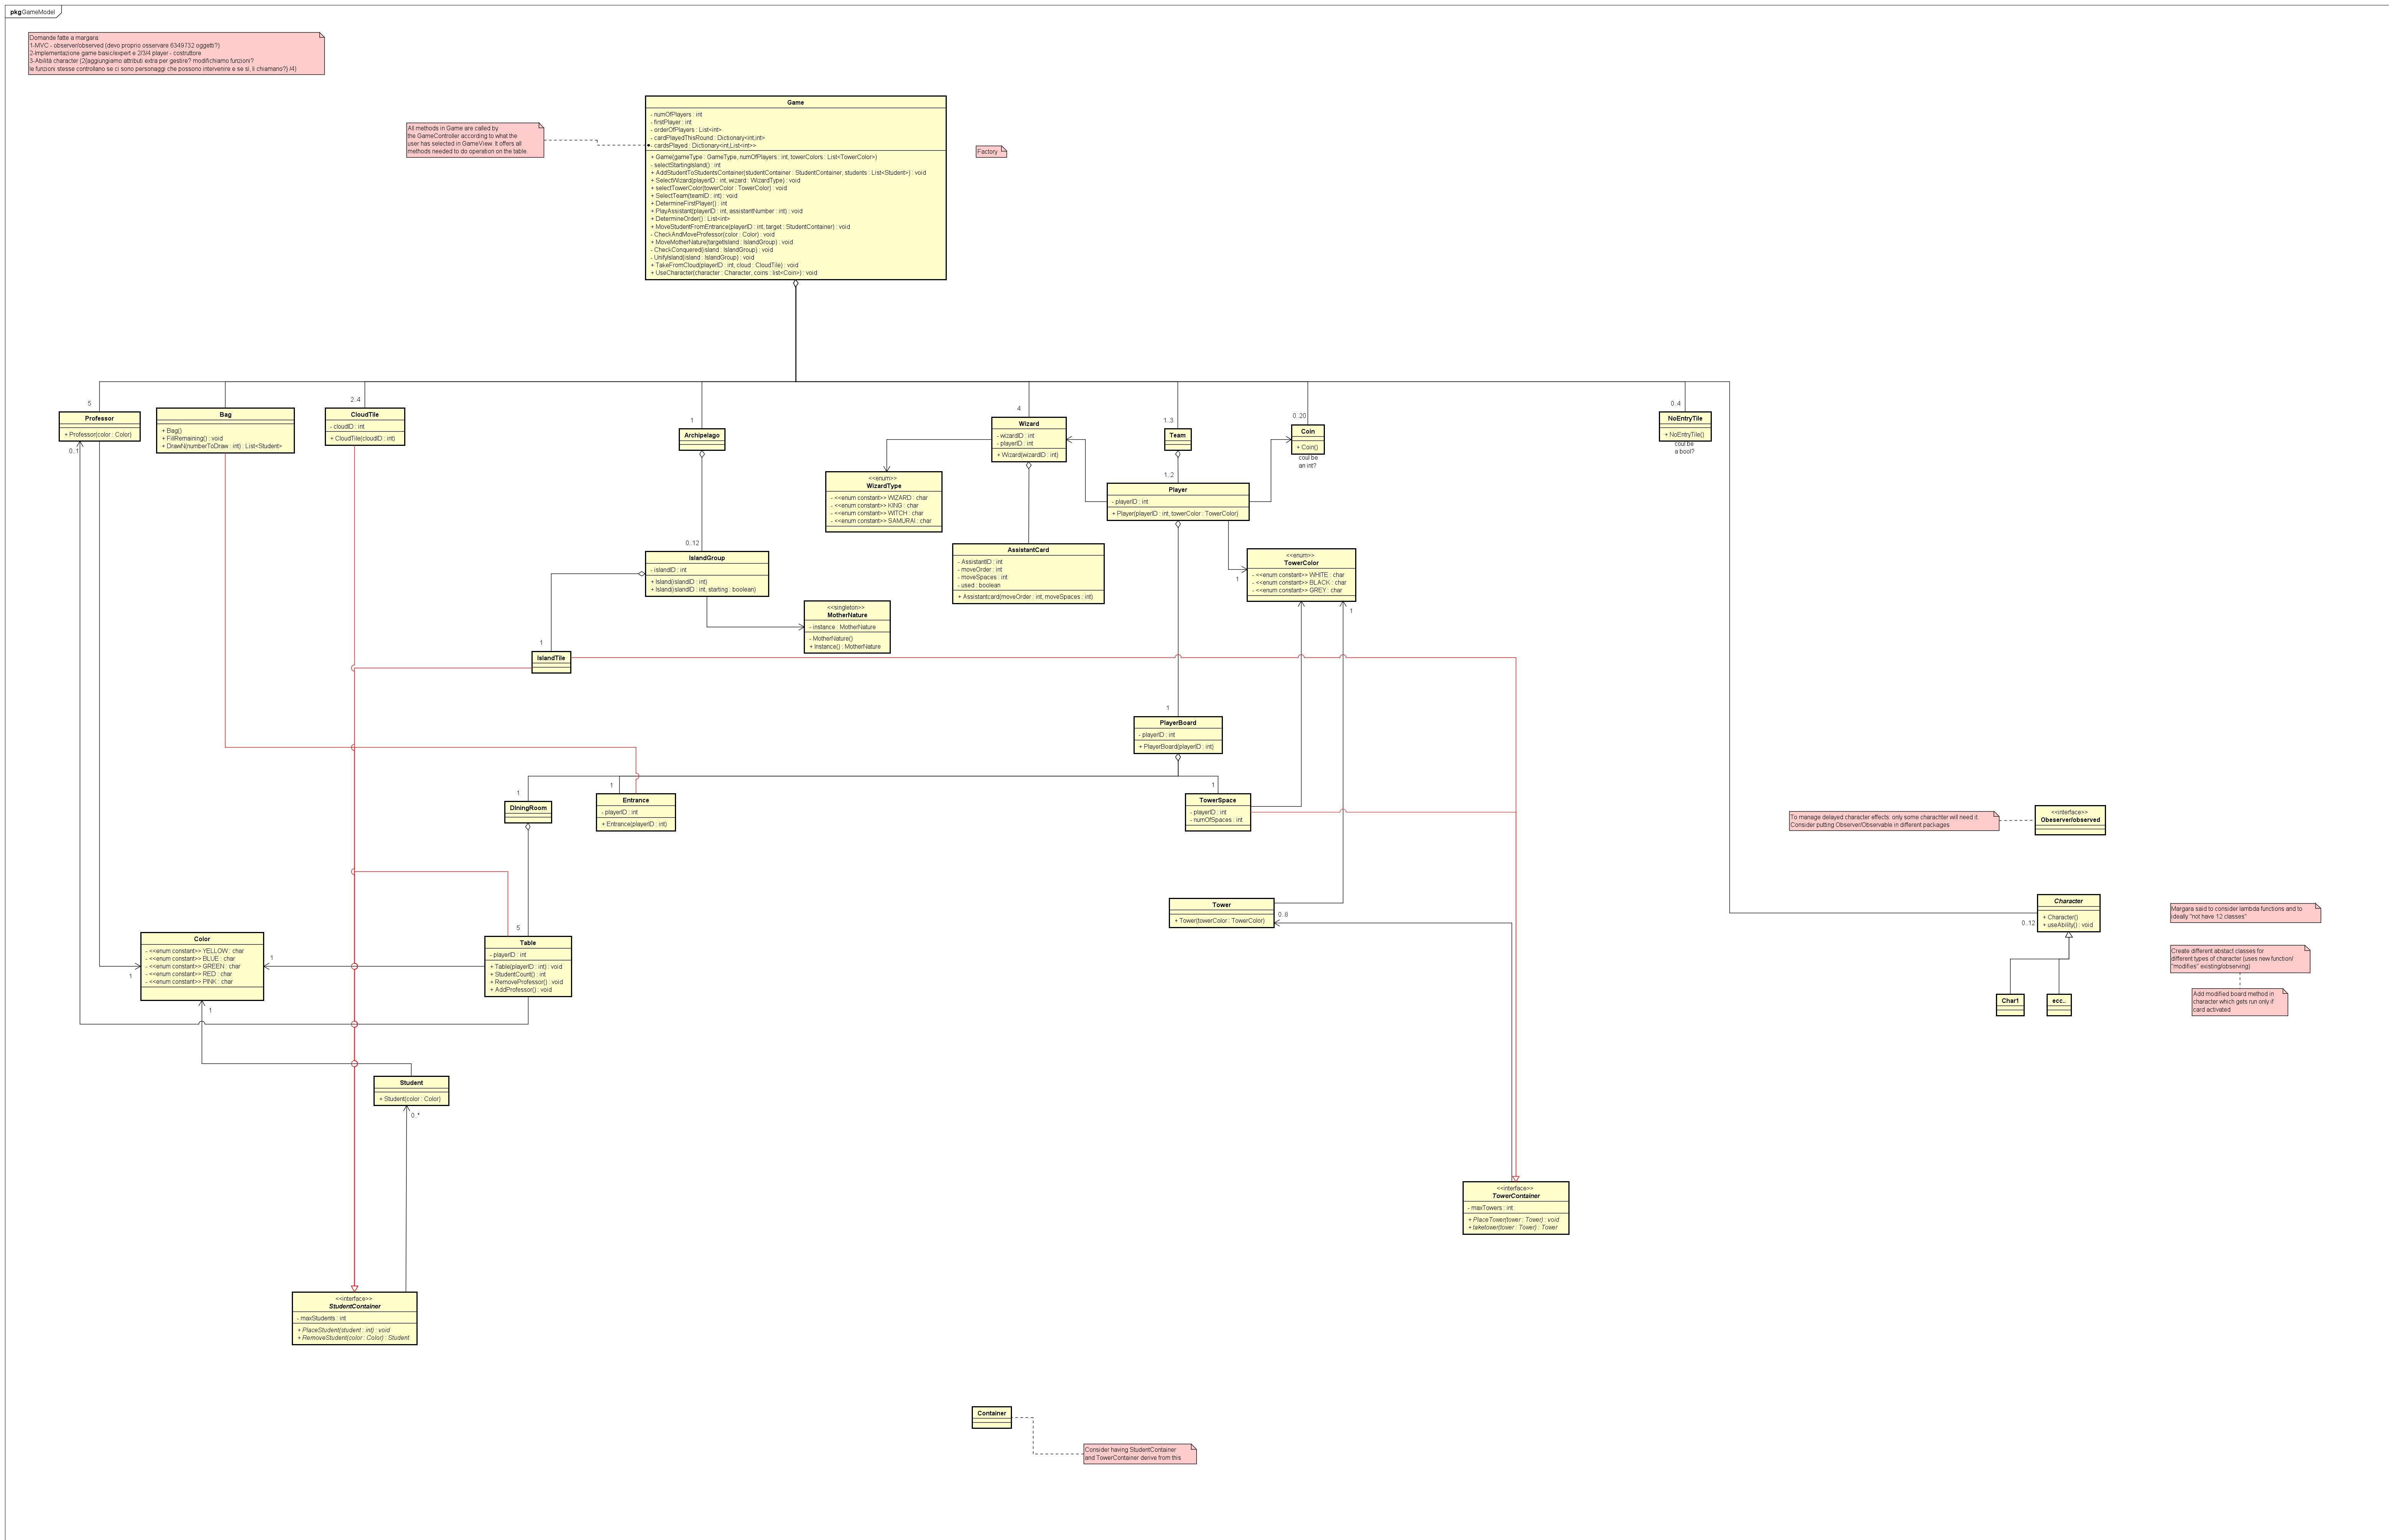 pkg GameModel
Domande fatte a margara:
1-MVC - observer/observed (devo proprio osservare 6349732 oggetti?)
2-implementazione game basic/expert e 2/3/4 player - costruttore
3-Abilità character (2{aggiungiamo attributi extra per gestire? modifichiamo funzioni?
le funzioni stesse controllano se ci sono personaggi che possono intervenire e se sì, li chiamano?} /4)
All methods in Game are called by
the GameController according to what the
user has selected in GameView. It offers all
methods needed to do operation on the table.
Game
- numOfPlayers : int
- firstPlayer : int
- orderOfPlayers : List<int>
- cardPlayedThisRound : Dictionary<int,int>
- cardsPlayed : Dictionary<int,List<int>>
+ Game(gameType : GameType, numOfPlayers : int, towerColors : List<TowerColor>)
- selectStartingIsland() : int
+ AddStudentToStudentsContainer(studentContainer : StudentContainer, students : List<Student>) : void
+ SelectWizard(playerID : int, wizard : WizardType) : void
+ selectTowerColor(towerColor : TowerColor) : void
+ SelectTeam(teamID : int) : void
+ DetermineFirstPlayer() : int
+ PlayAssistant(playerID : int, assistantNumber : int) : void
+ DetermineOrder() : List<int>
+ MoveStudentFromEntrance(playerID : int, target : StudentContainer) : void
- CheckAndMoveProfessor(color : Color) : void
+ MoveMotherNature(targetIsland : IslandGroup) : void
- CheckConquered(island : IslandGroup) : void
- UnifyIsland(island : IslandGroup) : void
+ TakeFromCloud(playerID : int, cloud : CloudTile) : void
+ UseCharacter(character : Character, coins : list<Coin>) : void
Factory
5
Professor
+ Professor(color : Color)
0..1
Bag
+ Bag()
+ FillRemaining() : void
+ DrawN(numberToDraw : int) : List<Student>
2..4
CloudTile
- cloudID : int
+ CloudTile(cloudID : int)
1
Archipelago
4
Wizard
- wizardID : int
- playerID : int
+ Wizard(wizardID : int)
1..3
Team
0..20
Coin
+ Coin()
coul be
an int?
0..4
NoEntryTile
+ NoEntryTile()
coul be
a bool?
<<enum>>
WizardType
- <<enum constant>> WIZARD : char
- <<enum constant>> KING : char
- <<enum constant>> WITCH : char
- <<enum constant>> SAMURAI : char
1..2
Player
- playerID : int
+ Player(playerID : int, towerColor : TowerColor)
0..12
IslandGroup
- islandID : int
+ Island(islandID : int)
+ Island(islandID : int, starting : boolean)
AssistantCard
- AssistantID : int
- moveOrder : int
- moveSpaces : int
- used : boolean
+ Assistantcard(moveOrder : int, moveSpaces : int)
<<enum>>
TowerColor
- <<enum constant>> WHITE : char
- <<enum constant>> BLACK : char
- <<enum constant>> GREY : char
1
1
<<singleton>>
MotherNature
- instance : MotherNature
- MotherNature()
+ Instance() : MotherNature
1
IslandTile
1
PlayerBoard
- playerID : int
+ PlayerBoard(playerID : int)
1
DIningRoom
1
Entrance
- playerID : int
+ Entrance(playerID : int)
1
TowerSpace
- playerID : int
- numOfSpaces : int
To manage delayed character effects: only some charachter will need it.
Consider putting Observer/Observable in different packages
<<interface>>
Obeserver/observed
Tower
+ Tower(towerColor : TowerColor)
0..8
Character
+ Character()
+ useAbility() : void
0..12
Margara said to consider lambda functions and to
ideally "not have 12 classes"
Create different abstact classes for
different types of character (uses new function/
"modifies" existing/observing)
Add modified board method in
character which gets run only if
card activated
Char1
ecc..
Color
- <<enum constant>> YELLOW : char
- <<enum constant>> BLUE : char
- <<enum constant>> GREEN : char
- <<enum constant>> RED : char
- <<enum constant>> PINK : char
1
1
1
5
Table
- playerID : int
+ Table(playerID : int) : void
+ StudentCount() : int
+ RemoveProfessor() : void
+ AddProfessor() : void
Student
+ Student(color : Color)
0..*
<<interface>>
TowerContainer
- maxTowers : int
+ PlaceTower(tower : Tower) : void
+ taketower(tower : Tower) : Tower
<<interface>>
StudentContainer
- maxStudents : int
+ PlaceStudent(student : int) : void
+ RemoveStudent(color : Color) : Student
Container
Consider having StudentContainer
and TowerContainer derive from this